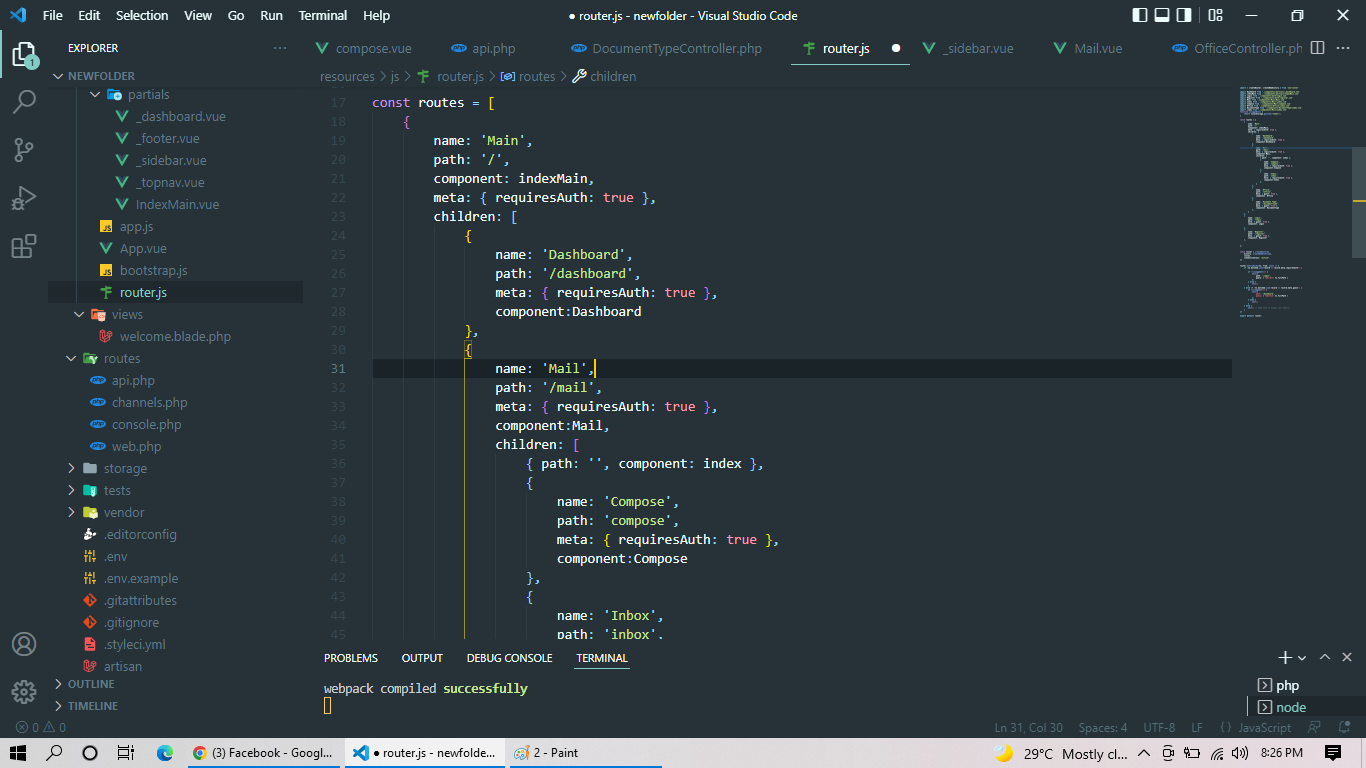 File Edit Selection View Go Run Terminal Help
● router.js - newfolder - Visual Studio Code
EXPLORER ···
compose.vue api.php DocumentTypeController.php router.js ● _sidebar.vue Mail.vue OfficeController.ph ···
1
NEWFOLDER
resources > js > router.js > routes > children
partials
_dashboard.vue
_footer.vue
_sidebar.vue
_topnav.vue
IndexMain.vue
JS app.js
App.vue
JS bootstrap.js
router.js
views
welcome.blade.php
routes
api.php
channels.php
console.php
web.php
storage
tests
vendor
.editorconfig
.env
.env.example
.gitattributes
.gitignore
.styleci.yml
artisan
OUTLINE
TIMELINE
17 const routes = [
18 {
19 name: 'Main',
20 path: '/',
21 component: indexMain,
22 meta: { requiresAuth: true },
23 children: [
24 {
25 name: 'Dashboard',
26 path: '/dashboard',
27 meta: { requiresAuth: true },
28 component:Dashboard
29 },
30 {
31 name: 'Mail',
32 path: '/mail',
33 meta: { requiresAuth: true },
34 component:Mail,
35 children: [
36 { path: '', component: index },
37 {
38 name: 'Compose',
39 path: 'compose',
40 meta: { requiresAuth: true },
41 component:Compose
42 },
43 {
44 name: 'Inbox',
45 path: 'inbox',
PROBLEMS OUTPUT DEBUG CONSOLE TERMINAL
webpack compiled successfully
php
node
0 0
Ln 31, Col 30 Spaces: 4 UTF-8 LF { } JavaScript
(3) Facebook - Googl...
● router.js - newfolde...
2 - Paint
29°C Mostly cl...
8:26 PM